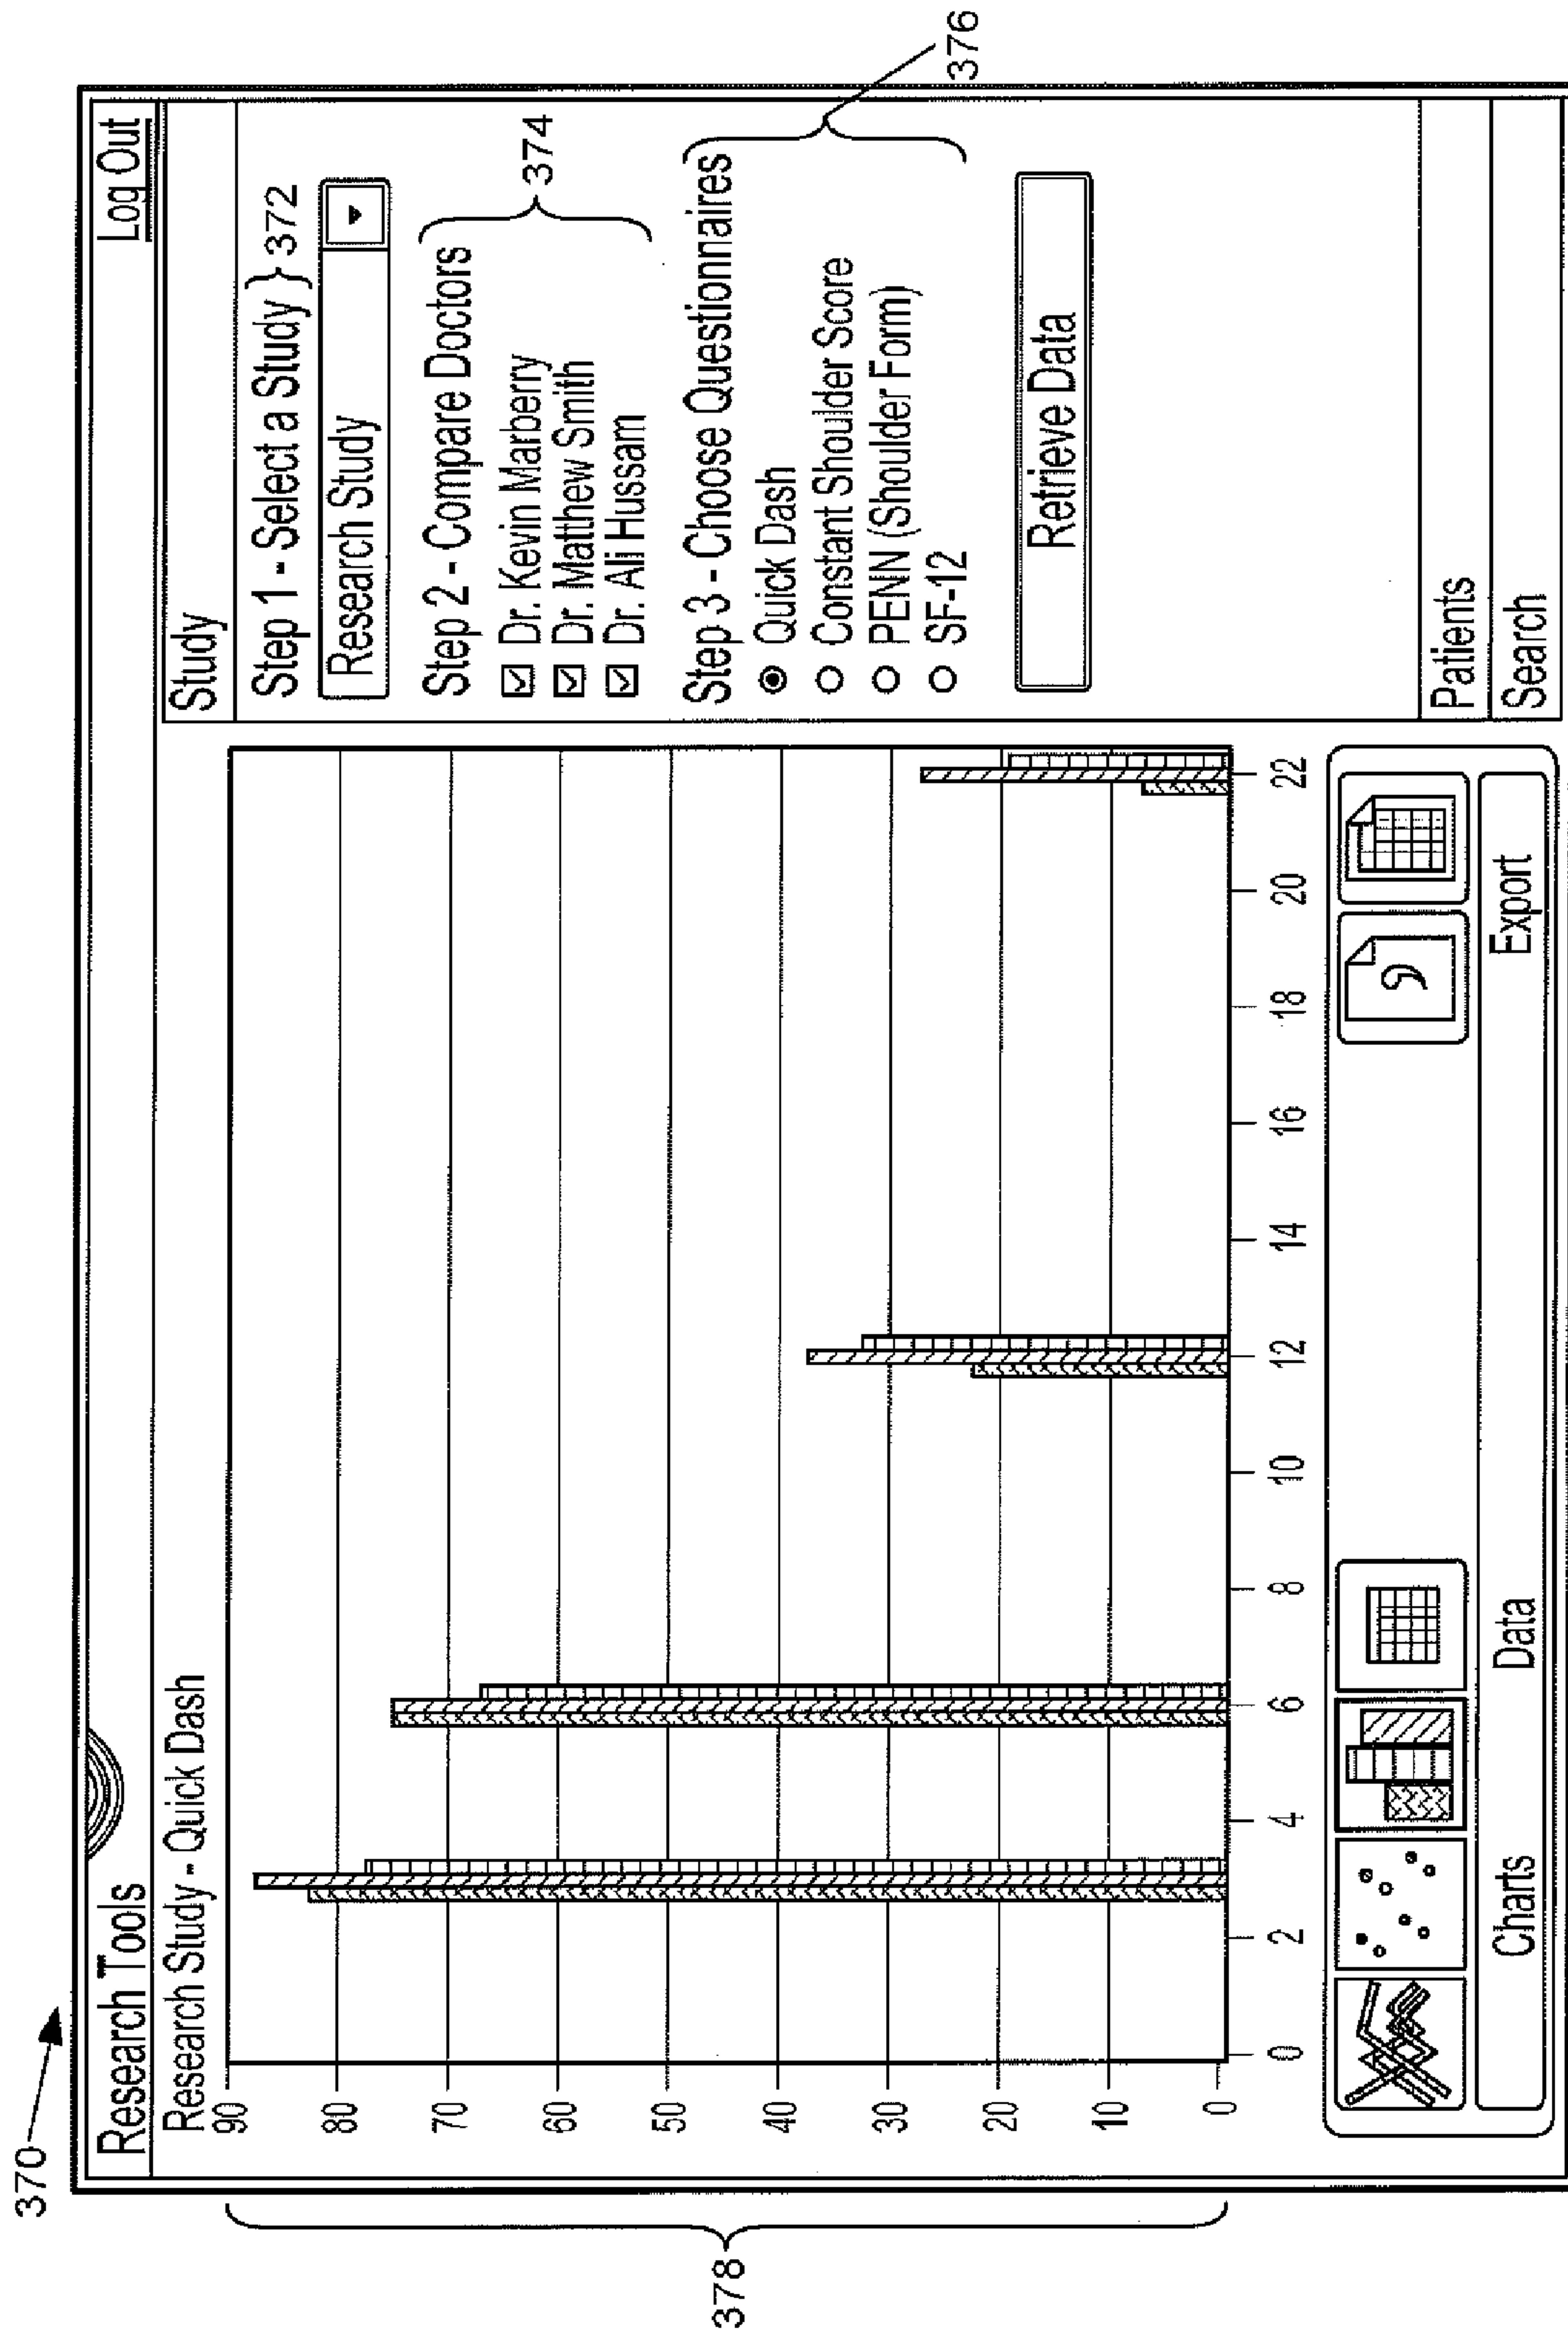 370
Research Tools
Log Out
Research Study - Quick Dash
90
80
70
60
50
40
30
20
10
0
0 2 4 6 8 10 12 14 16 18 20 22
378
Charts Data Export
Study
Step 1 - Select a Study
372
Research Study
Step 2 - Compare Doctors
Dr. Kevin Marberry
Dr. Matthew Smith
Dr. Ali Hussam
374
Step 3 - Choose Questionnaires
Quick Dash
Constant Shoulder Score
PENN (Shoulder Form)
SF-12
376
Retrieve Data
Patients
Search